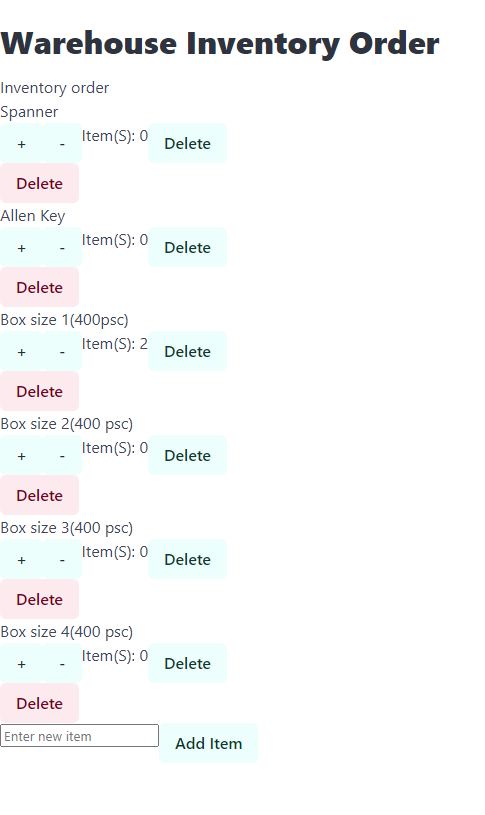 Warehouse Inventory Order
Inventory order
Spanner
+ - Item(S): 0 Delete
Delete
Allen Key
+ - Item(S): 0 Delete
Delete
Box size 1(400psc)
+ - Item(S): 2 Delete
Delete
Box size 2(400 psc)
+ - Item(S): 0 Delete
Delete
Box size 3(400 psc)
+ - Item(S): 0 Delete
Delete
Box size 4(400 psc)
+ - Item(S): 0 Delete
Delete
Enter new item Add Item